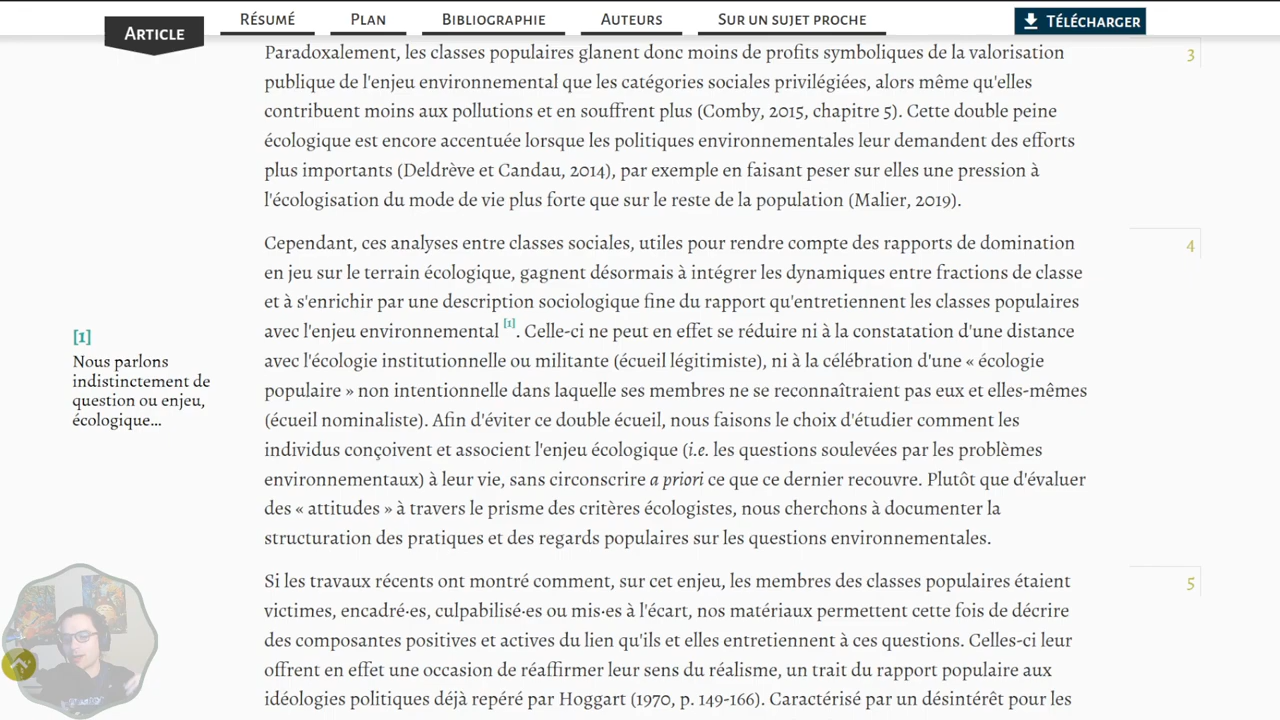 ARTICLE
RÉSUMÉ
PLAN
BIBLIOGRAPHIE
AUTEURS
SUR UN SUJET PROCHE
TÉLÉCHARGER
Paradoxalement, les classes populaires glanent donc moins de profits symboliques de la valorisation
3
publique de l'enjeu environnemental que les catégories sociales privilégiées, alors même qu'elles
contribuent moins aux pollutions et en souffrent plus (Comby, 2015, chapitre 5). Cette double peine
écologique est encore accentuée lorsque les politiques environnementales leur demandent des efforts
plus importants (Deldrève et Candau, 2014), par exemple en faisant peser sur elles une pression à
l'écologisation du mode de vie plus forte que sur le reste de la population (Malier, 2019).
Cependant, ces analyses entre classes sociales, utiles pour rendre compte des rapports de domination
4
en jeu sur le terrain écologique, gagnent désormais à intégrer les dynamiques entre fractions de classe
et à s'enrichir par une description sociologique fine du rapport qu'entretiennent les classes populaires
avec l'enjeu environnemental [1]. Celle-ci ne peut en effet se réduire ni à la constatation d'une distance
avec l'écologie institutionnelle ou militante (écueil légitimiste), ni à la célébration d'une « écologie
populaire » non intentionnelle dans laquelle ses membres ne se reconnaîtraient pas eux et elles-mêmes
(écueil nominaliste). Afin d'éviter ce double écueil, nous faisons le choix d'étudier comment les
individus conçoivent et associent l'enjeu écologique (i.e. les questions soulevées par les problèmes
environnementaux) à leur vie, sans circonscrire a priori ce que ce dernier recouvre. Plutôt que d'évaluer
des « attitudes » à travers le prisme des critères écologistes, nous cherchons à documenter la
structuration des pratiques et des regards populaires sur les questions environnementales.
[1]
Nous parlons
indistinctement de
question ou enjeu,
écologique...
Si les travaux récents ont montré comment, sur cet enjeu, les membres des classes populaires étaient
5
victimes, encadré·es, culpabilisé·es ou mis·es à l'écart, nos matériaux permettent cette fois de décrire
des composantes positives et actives du lien qu'ils et elles entretiennent à ces questions. Celles-ci leur
offrent en effet une occasion de réaffirmer leur sens du réalisme, un trait du rapport populaire aux
idéologies politiques déjà repéré par Hoggart (1970, p. 149-166). Caractérisé par un désintérêt pour les